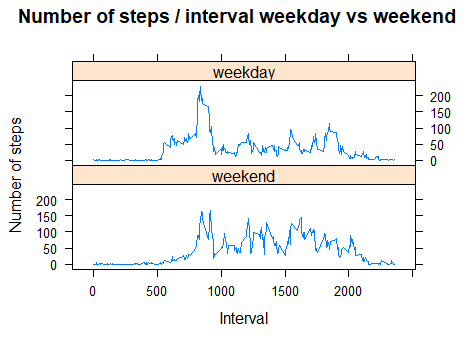 Number of steps / interval weekday vs weekend
weekday
200
150
100
50
0
weekend
200
150
100
50
0
Number of steps
0 500 1000 1500 2000
Interval